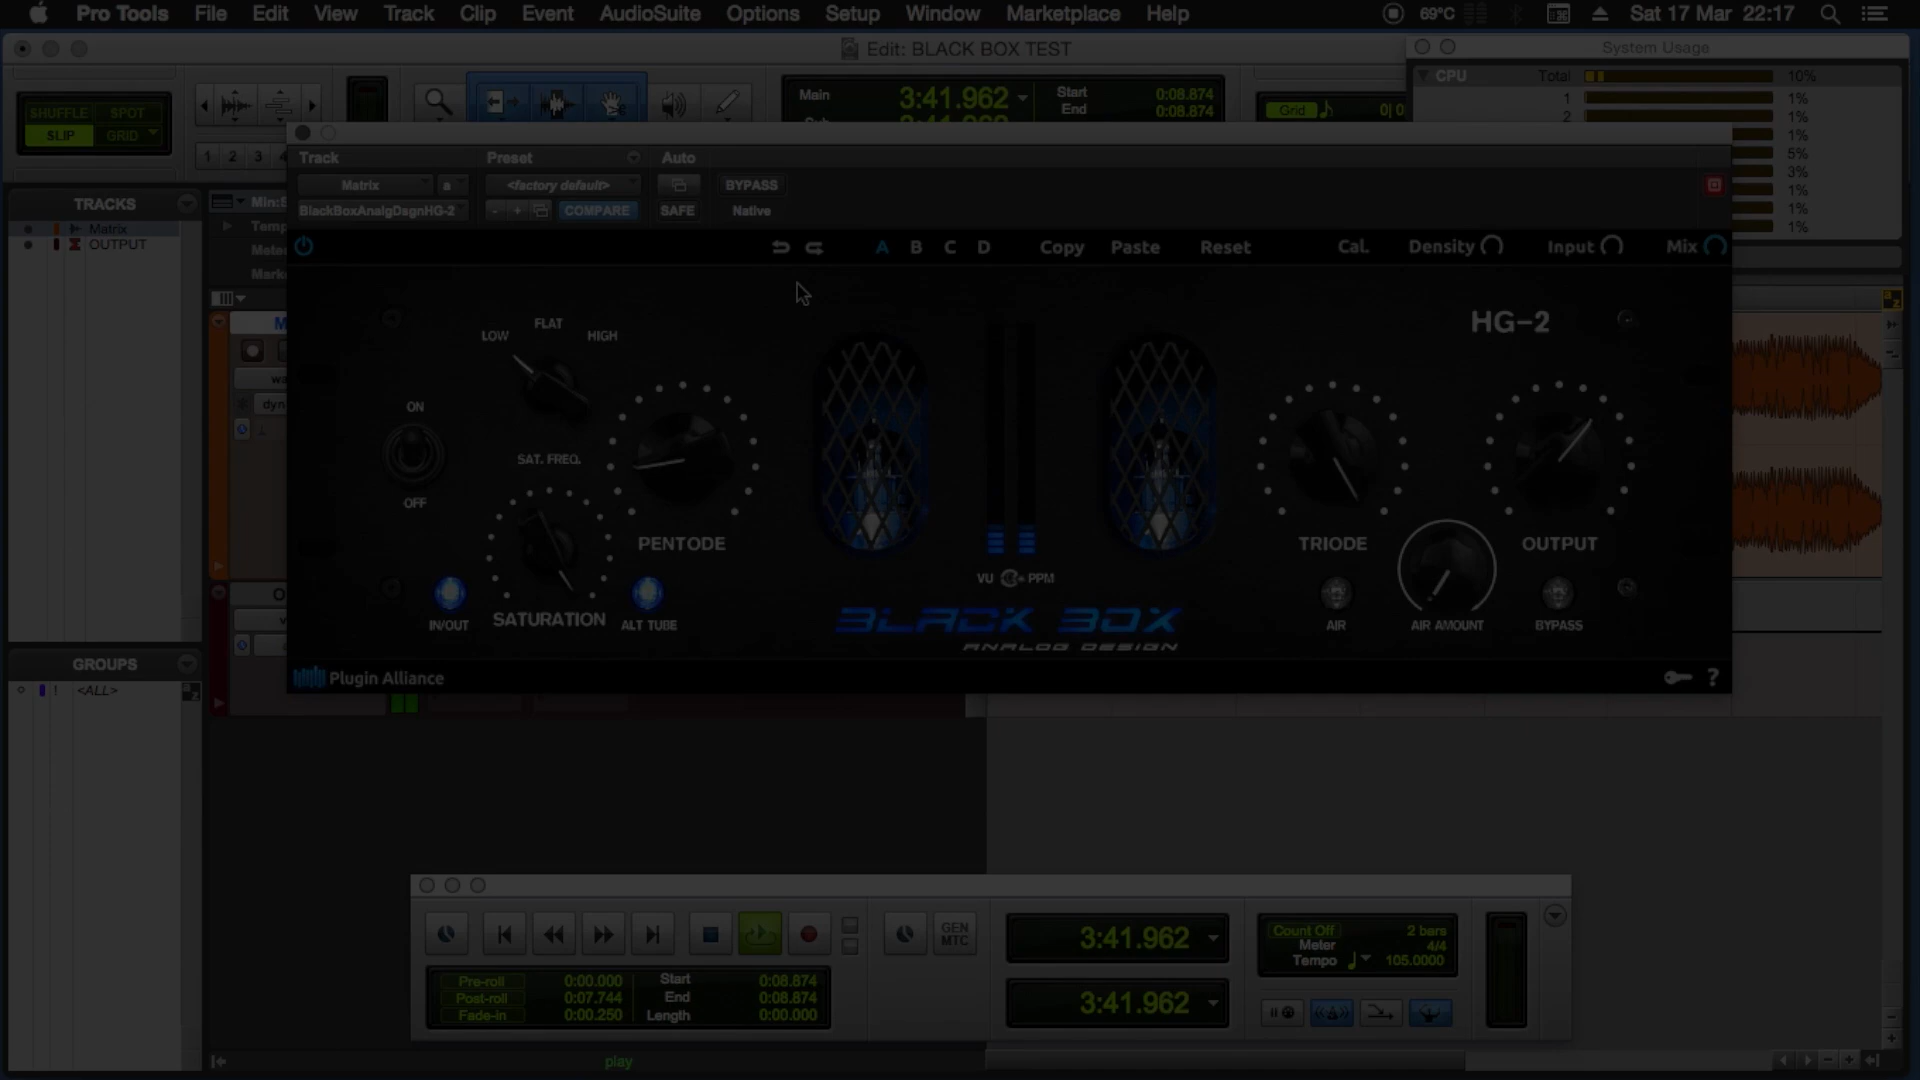 Pro Tools File Edit View Track Clip Event AudioSuite Options Setup Window Marketplace Help 69°C Sat 17 Mar 22:17
Edit: BLACK BOX TEST
System Usage
CPU Total 10%
1 1%
2 1%
1%
5%
3%
1%
1%
1%
SHUFFLE SPOT
SLIP GRID
Main 3:41.962
Start 0:08.874
End 0:08.874
Grid
1 2 3
Track Preset Auto
Matrix a <factory default> BYPASS
BlackBoxAnalgDsgnHG-2 - + COMPARE SAFE Native
TRACKS
Matrix
OUTPUT
A B C D Copy Paste Reset Cal. Density Input Mix
HG-2
LOW FLAT HIGH
ON
OFF
SAT. FREQ.
PENTODE
TRIODE
OUTPUT
VU PPM
IN/OUT
SATURATION
ALT TUBE
BLACK BOX
ANALOG DESIGN
AIR
AIR AMOUNT
BYPASS
Plugin Alliance
?
GROUPS
! <ALL>
GEN
MTC
3:41.962
3:41.962
Count Off 2 bars
Meter 4/4
Tempo 105.0000
Pre-roll 0:00.000 Start 0:08.874
Post-roll 0:07.744 End 0:08.874
Fade-in 0:00.250 Length 0:00.000
play